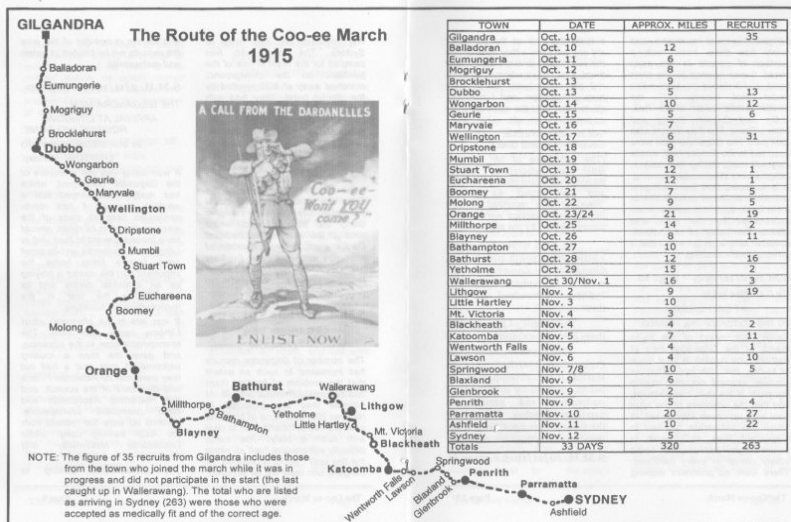 The Route of the Coo-ee March
1915
GILGANDRA
Balladoran
Eumungerie
Mogriguy
Brocklehurst
Dubbo
Wongarbon
Geurie
Maryvale
Wellington
Dripstone
Mumbil
Stuart Town
Euchareena
Boomey
Molong
Orange
Millthorpe
Blayney
Bathampton
Bathurst
Yetholme
Wallerawang
Lithgow
Little Hartley
Mt. Victoria
Blackheath
Katoomba
Wentworth Falls
Lawson
Springwood
Blaxland
Glenbrook
Penrith
Parramatta
Ashfield
SYDNEY
A CALL FROM THE DARDANELLES
Coo-ee-
Won't YOU
come?
ENLIST NOW
NOTE: The figure of 35 recruits from Gilgandra includes those
from the town who joined the march while it was in
progress and did not participate in the start (the last
caught up in Wallerawang). The total who are listed
as arriving in Sydney (263) were those who were
accepted as medically fit and of the correct age.
TOWN DATE APPROX. MILES RECRUITS
Gilgandra Oct. 10 35
Balladoran Oct. 10 12
Eumungeria Oct. 11 6
Mogriguy Oct. 12 8
Brocklehurst Oct. 13 9
Dubbo Oct. 13 5 13
Wongarbon Oct. 14 10 12
Geurie Oct. 15 5 6
Maryvale Oct. 16 7
Wellington Oct. 17 6 31
Dripstone Oct. 18 9
Mumbil Oct. 19 8
Stuart Town Oct. 19 12 1
Euchareena Oct. 20 12 1
Boomey Oct. 21 7 5
Molong Oct. 22 9 5
Orange Oct. 23/24 21 19
Millthorpe Oct. 25 14 2
Blayney Oct. 26 8 11
Bathampton Oct. 27 10
Bathurst Oct. 28 12 16
Yetholme Oct. 29 15 2
Wallerawang Oct 30/Nov. 1 16 3
Lithgow Nov. 2 9 19
Little Hartley Nov. 3 10
Mt. Victoria Nov. 4 3
Blackheath Nov. 4 4 2
Katoomba Nov. 5 7 11
Wentworth Falls Nov. 6 4 1
Lawson Nov. 6 4 10
Springwood Nov. 7/8 10 5
Blaxland Nov. 9 6
Glenbrook Nov. 9 2
Penrith Nov. 9 5 4
Parramatta Nov. 10 20 27
Ashfield Nov. 11 10 22
Sydney Nov. 12 5
Totals 33 DAYS 320 263